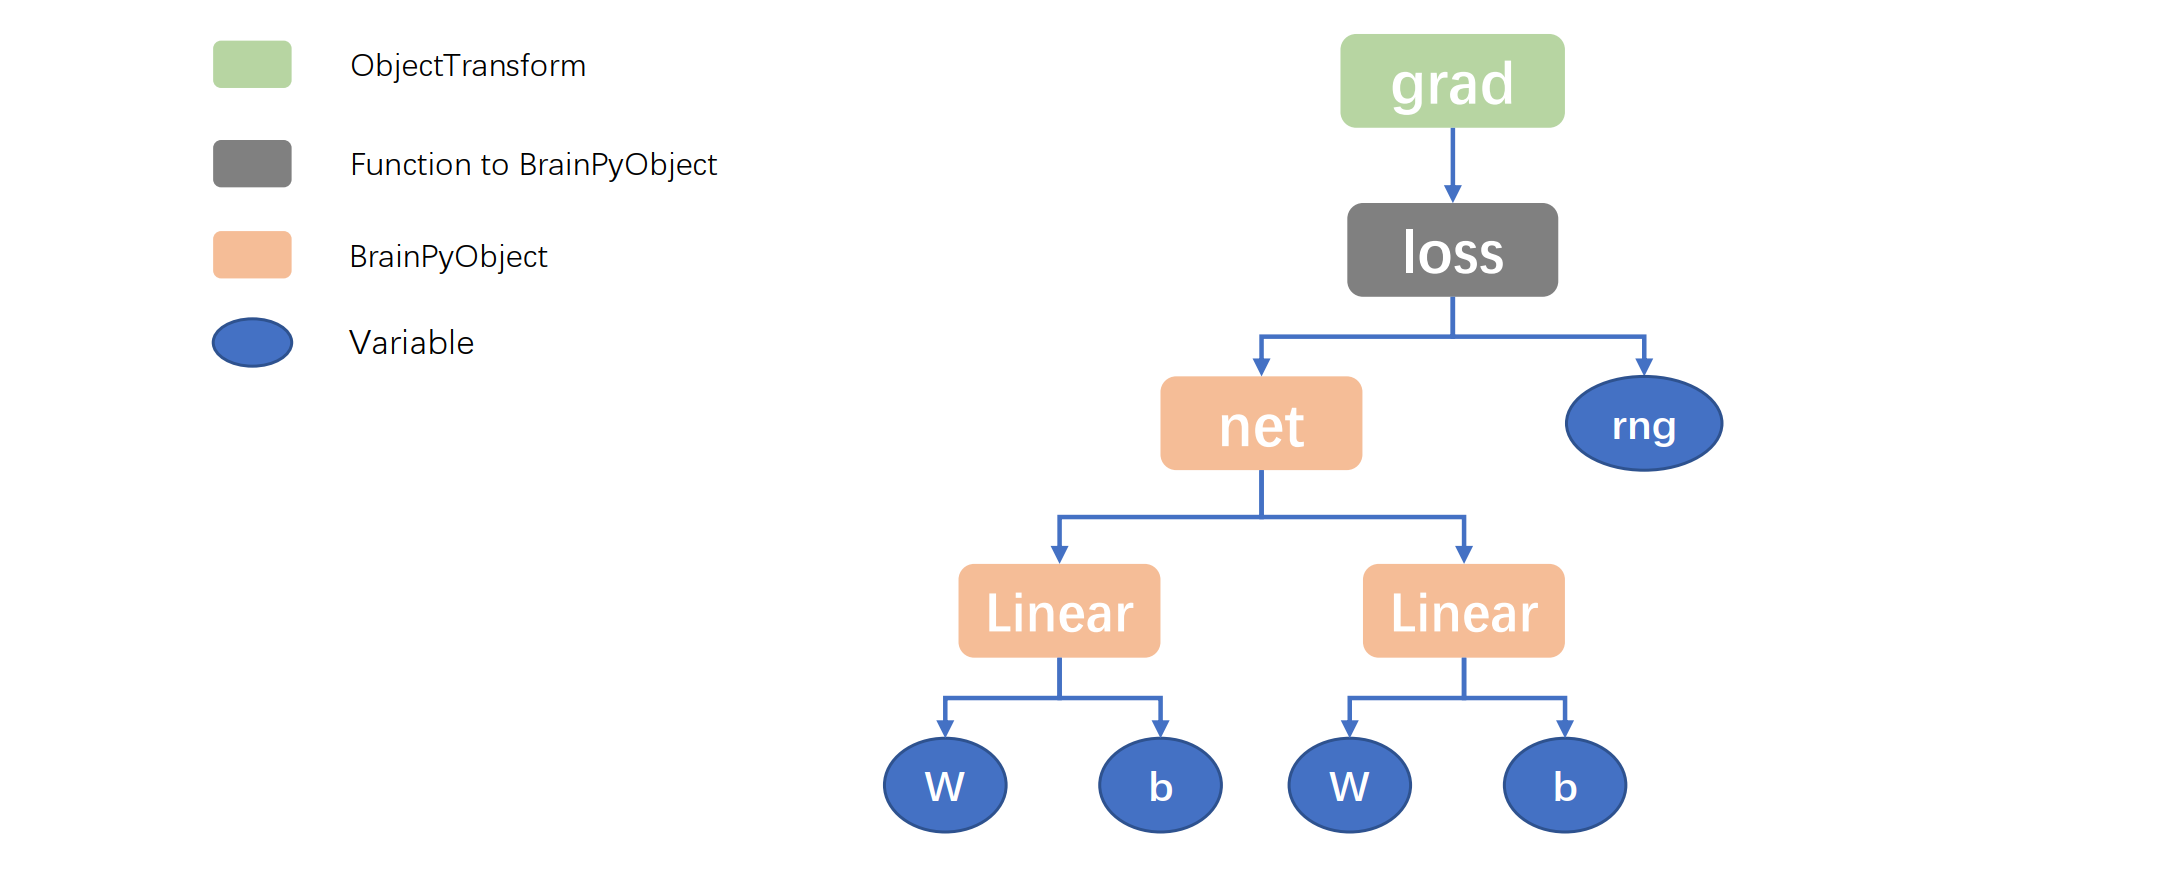 ObjectTransform
Function to BrainPyObject
BrainPyObject
Variable
grad
loss
net
rng
Linear
Linear
W
b
W
b